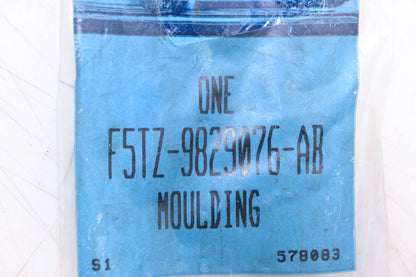 ONE
F5TZ-9829076-AB
MOULDING
S1 578083